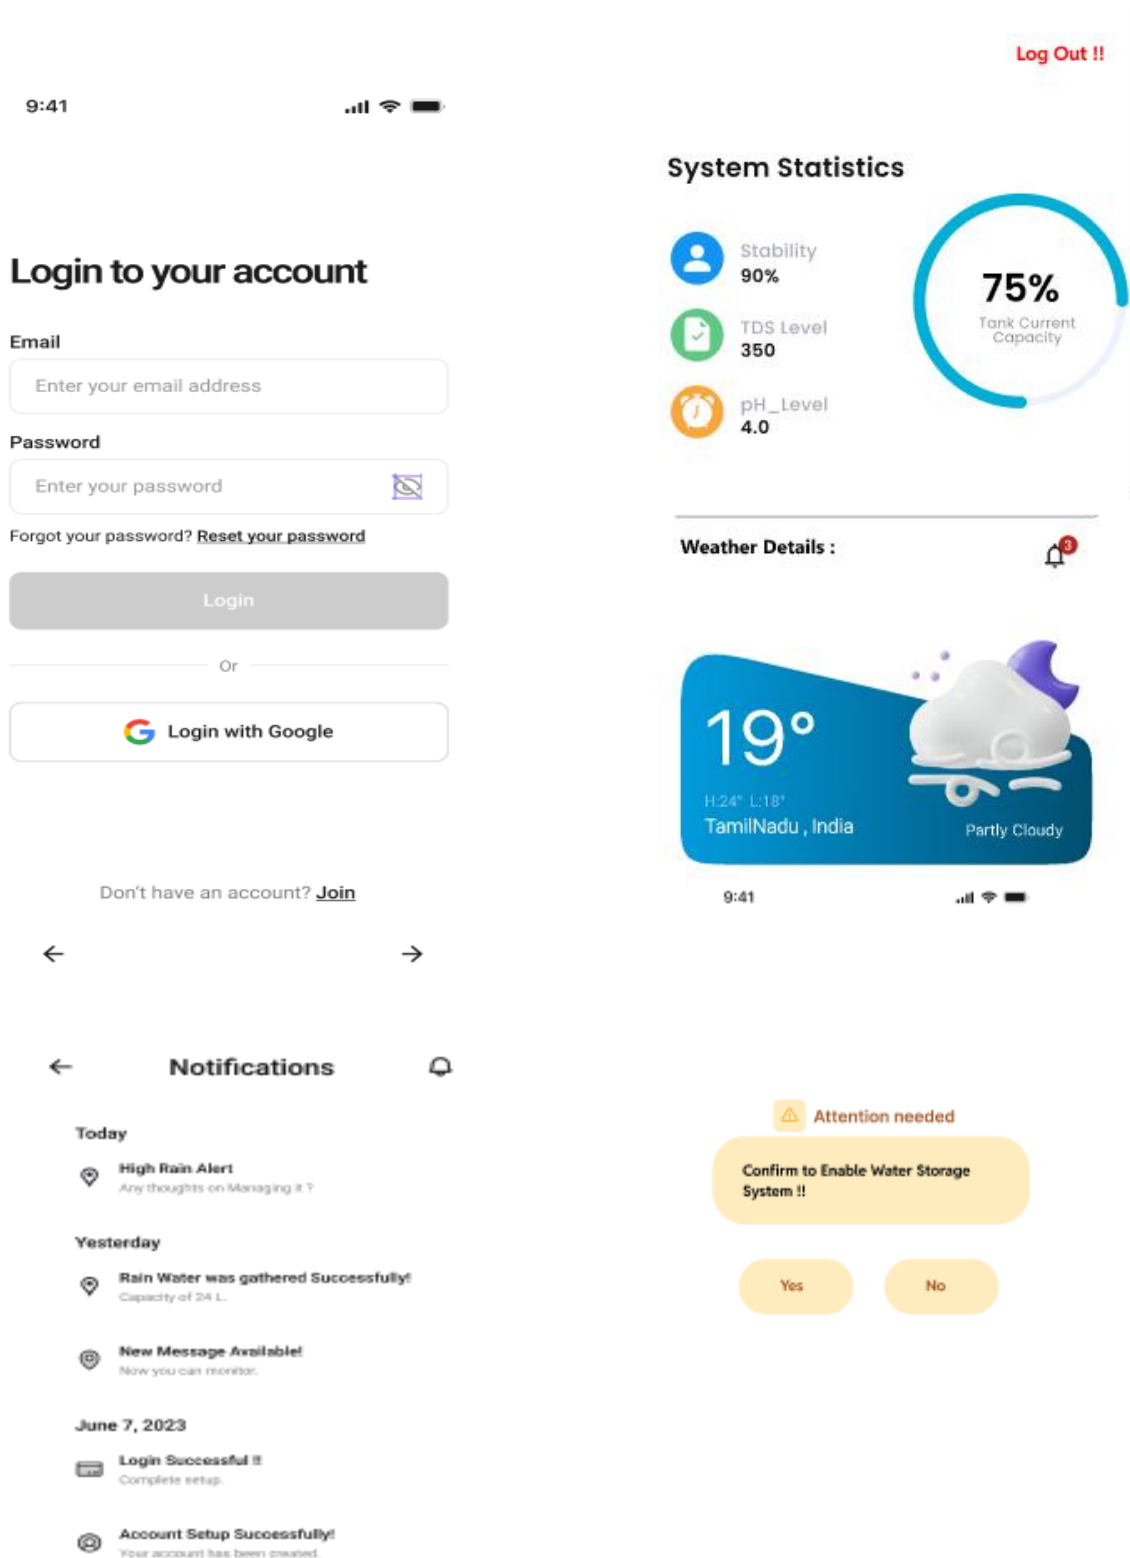 9:41
Login to your account
Email
Enter your email address
Password
Enter your password
Forgot your password? Reset your password
Login
Or
Login with Google
Don't have an account? Join
Log Out !!
System Statistics
Stability
90%
TDS Level
350
pH_Level
4.0
75%
Tank Current
Capacity
Weather Details :
3
19°
H:24° L:18°
TamilNadu , India
Partly Cloudy
9:41
Notifications
Today
High Rain Alert
Any thoughts on Managing it ?
Yesterday
Rain Water was gathered Successfully!
Capacity of 24 L.
New Message Available!
Now you can monitor.
June 7, 2023
Login Successful !!
Complete setup.
Account Setup Successfully!
Your account has been created.
Attention needed
Confirm to Enable Water Storage
System !!
Yes
No